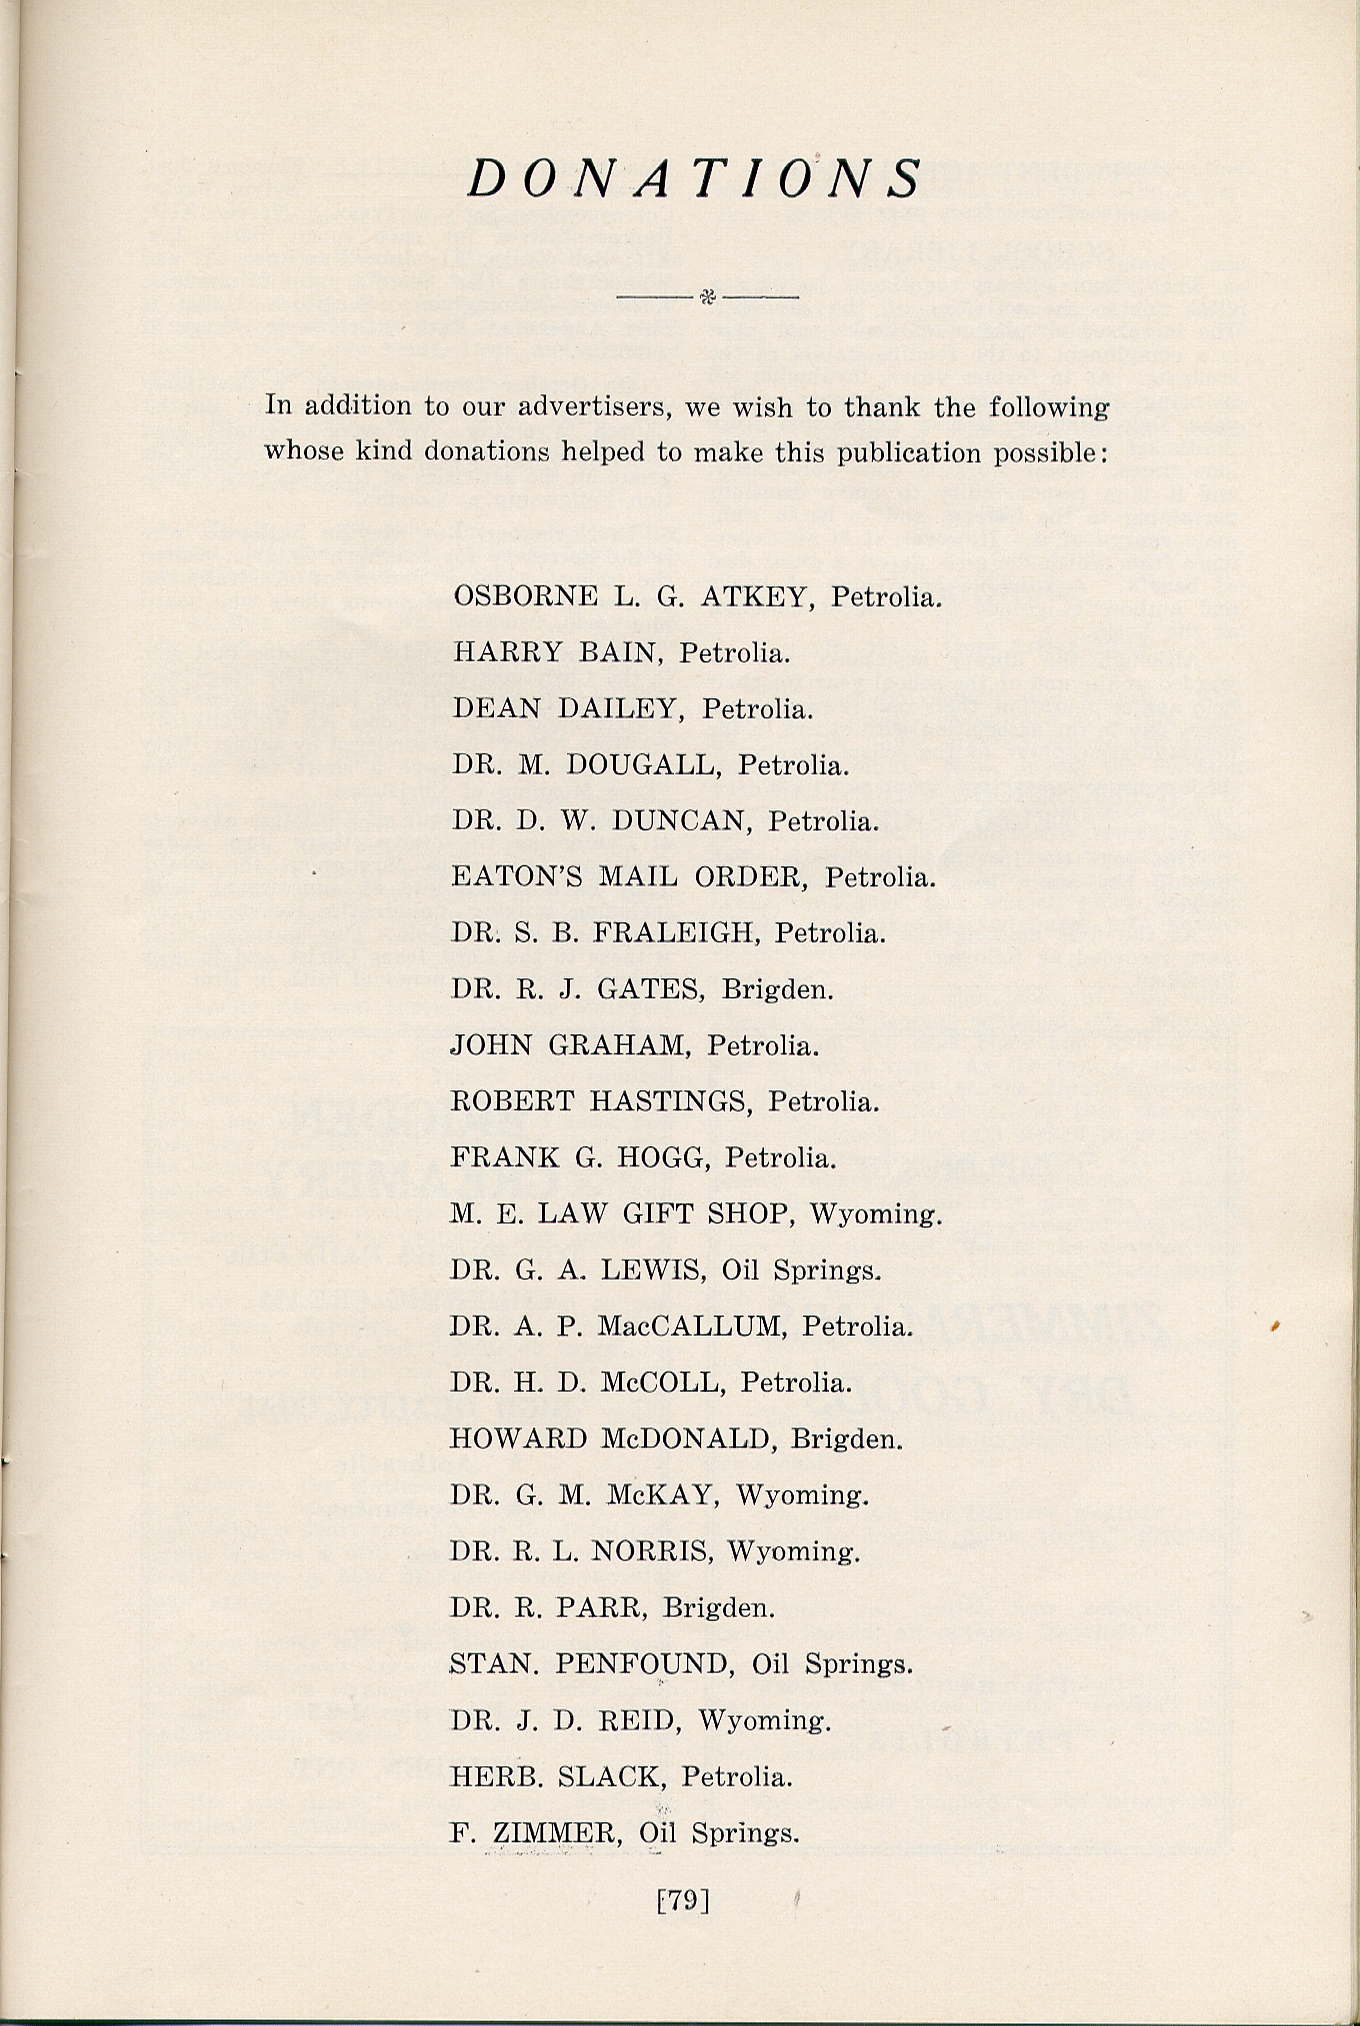 DONATIONS
In addition to our advertisers, we wish to thank the following
whose kind donations helped to make this publication possible:
OSBORNE L. G. ATKEY, Petrolia.
HARRY BAIN, Petrolia.
DEAN DAILEY, Petrolia.
DR. M. DOUGALL, Petrolia.
DR. D. W. DUNCAN, Petrolia.
EATON'S MAIL ORDER, Petrolia.
DR. S. B. FRALEIGH, Petrolia.
DR. R. J. GATES, Brigden.
JOHN GRAHAM, Petrolia.
ROBERT HASTINGS, Petrolia.
FRANK G. HOGG, Petrolia.
M. E. LAW GIFT SHOP, Wyoming.
DR. G. A. LEWIS, Oil Springs.
DR. A. P. MacCALLUM, Petrolia.
DR. H. D. McCOLL, Petrolia.
HOWARD McDONALD, Brigden.
DR. G. M. McKAY, Wyoming.
DR. R. L. NORRIS, Wyoming.
DR. R. PARR, Brigden.
STAN. PENFOUND, Oil Springs.
DR. J. D. REID, Wyoming.
HERB. SLACK, Petrolia.
F. ZIMMER, Oil Springs.
[79]